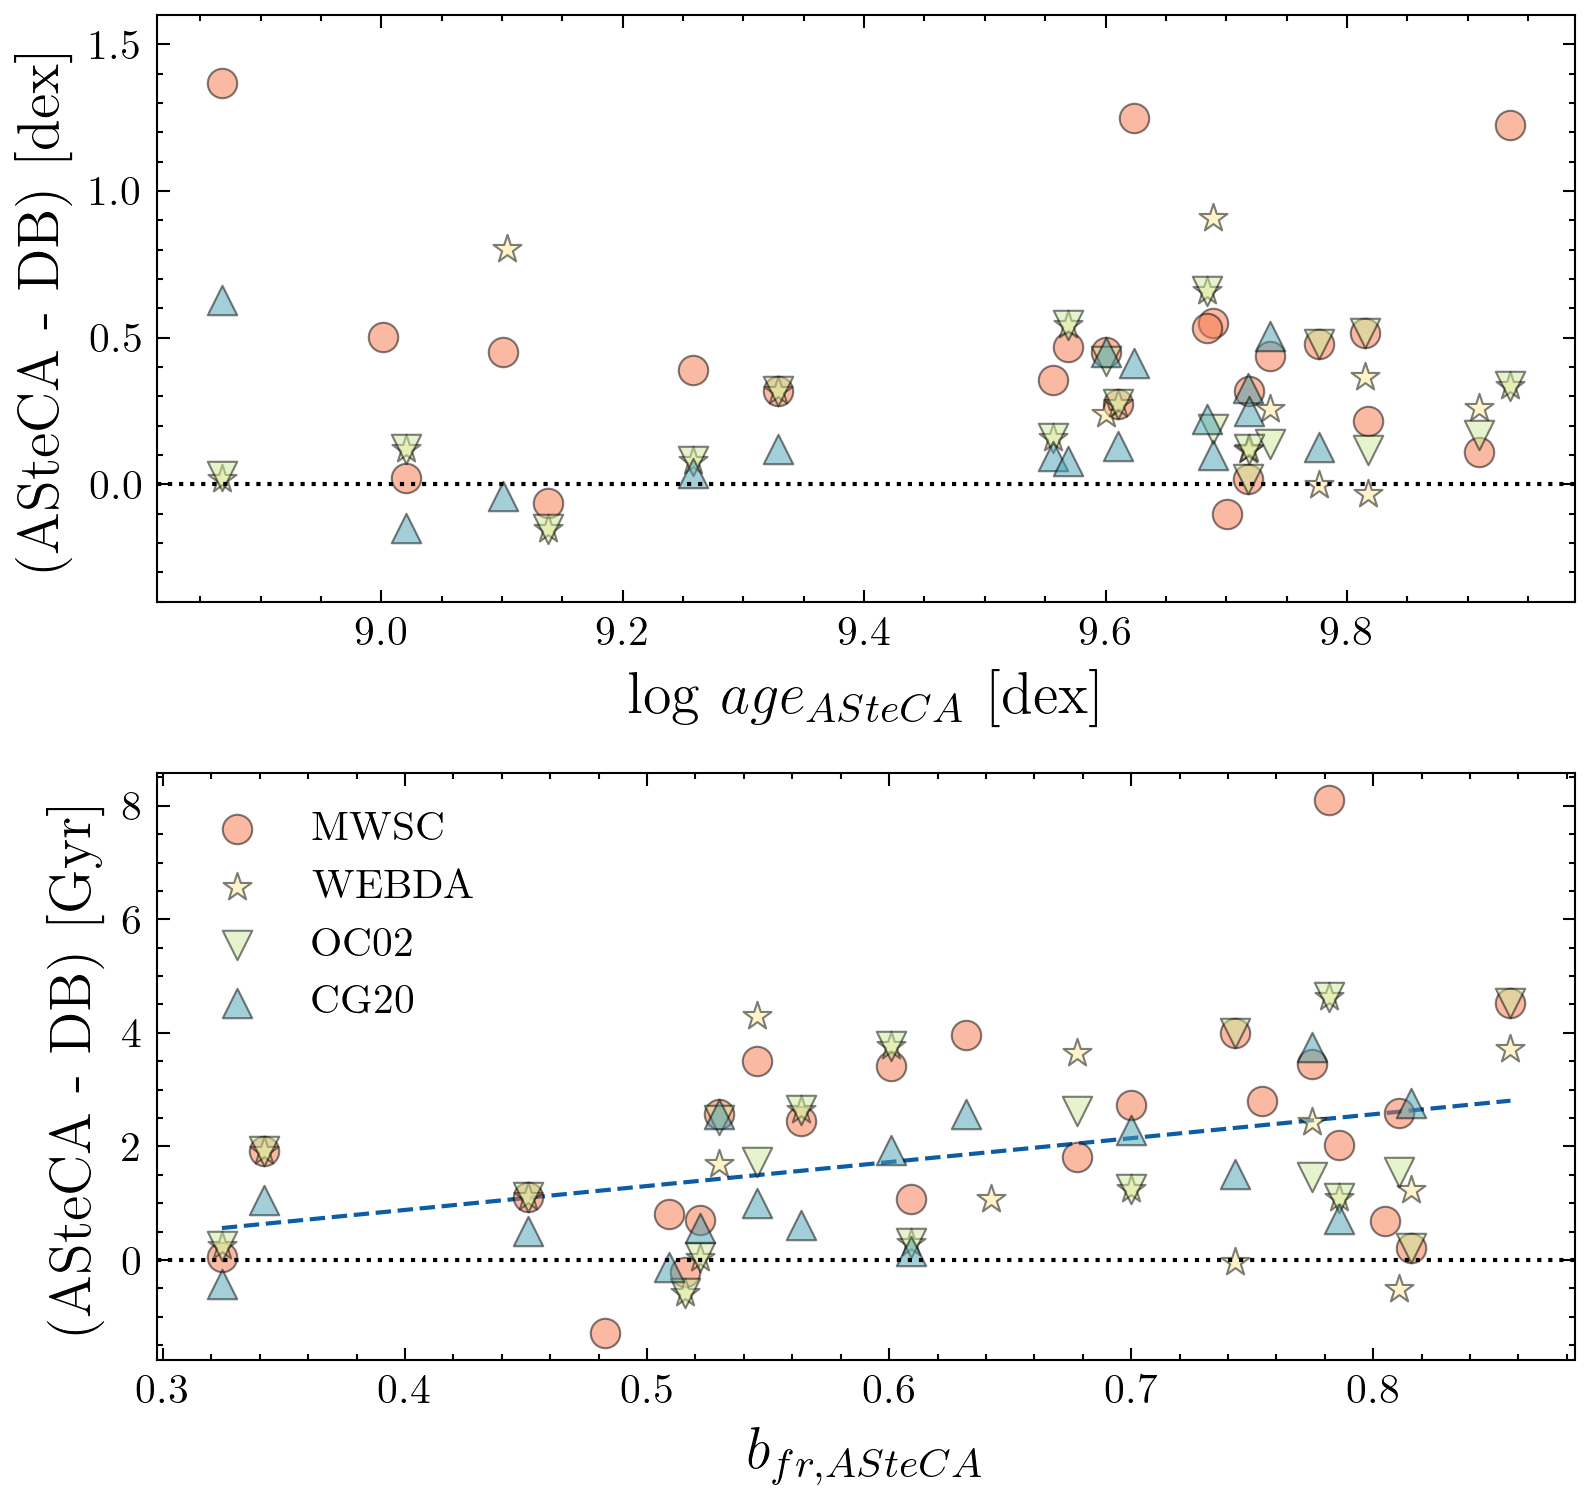 (ASteCA - DB) [dex]
1.5
1.0
0.5
0.0
9.0 9.2 9.4 9.6 9.8
log age_ASteCA [dex]
(ASteCA - DB) [Gyr]
8
6
4
2
0
MWSC
WEBDA
OC02
CG20
0.3 0.4 0.5 0.6 0.7 0.8
b_fr,ASteCA